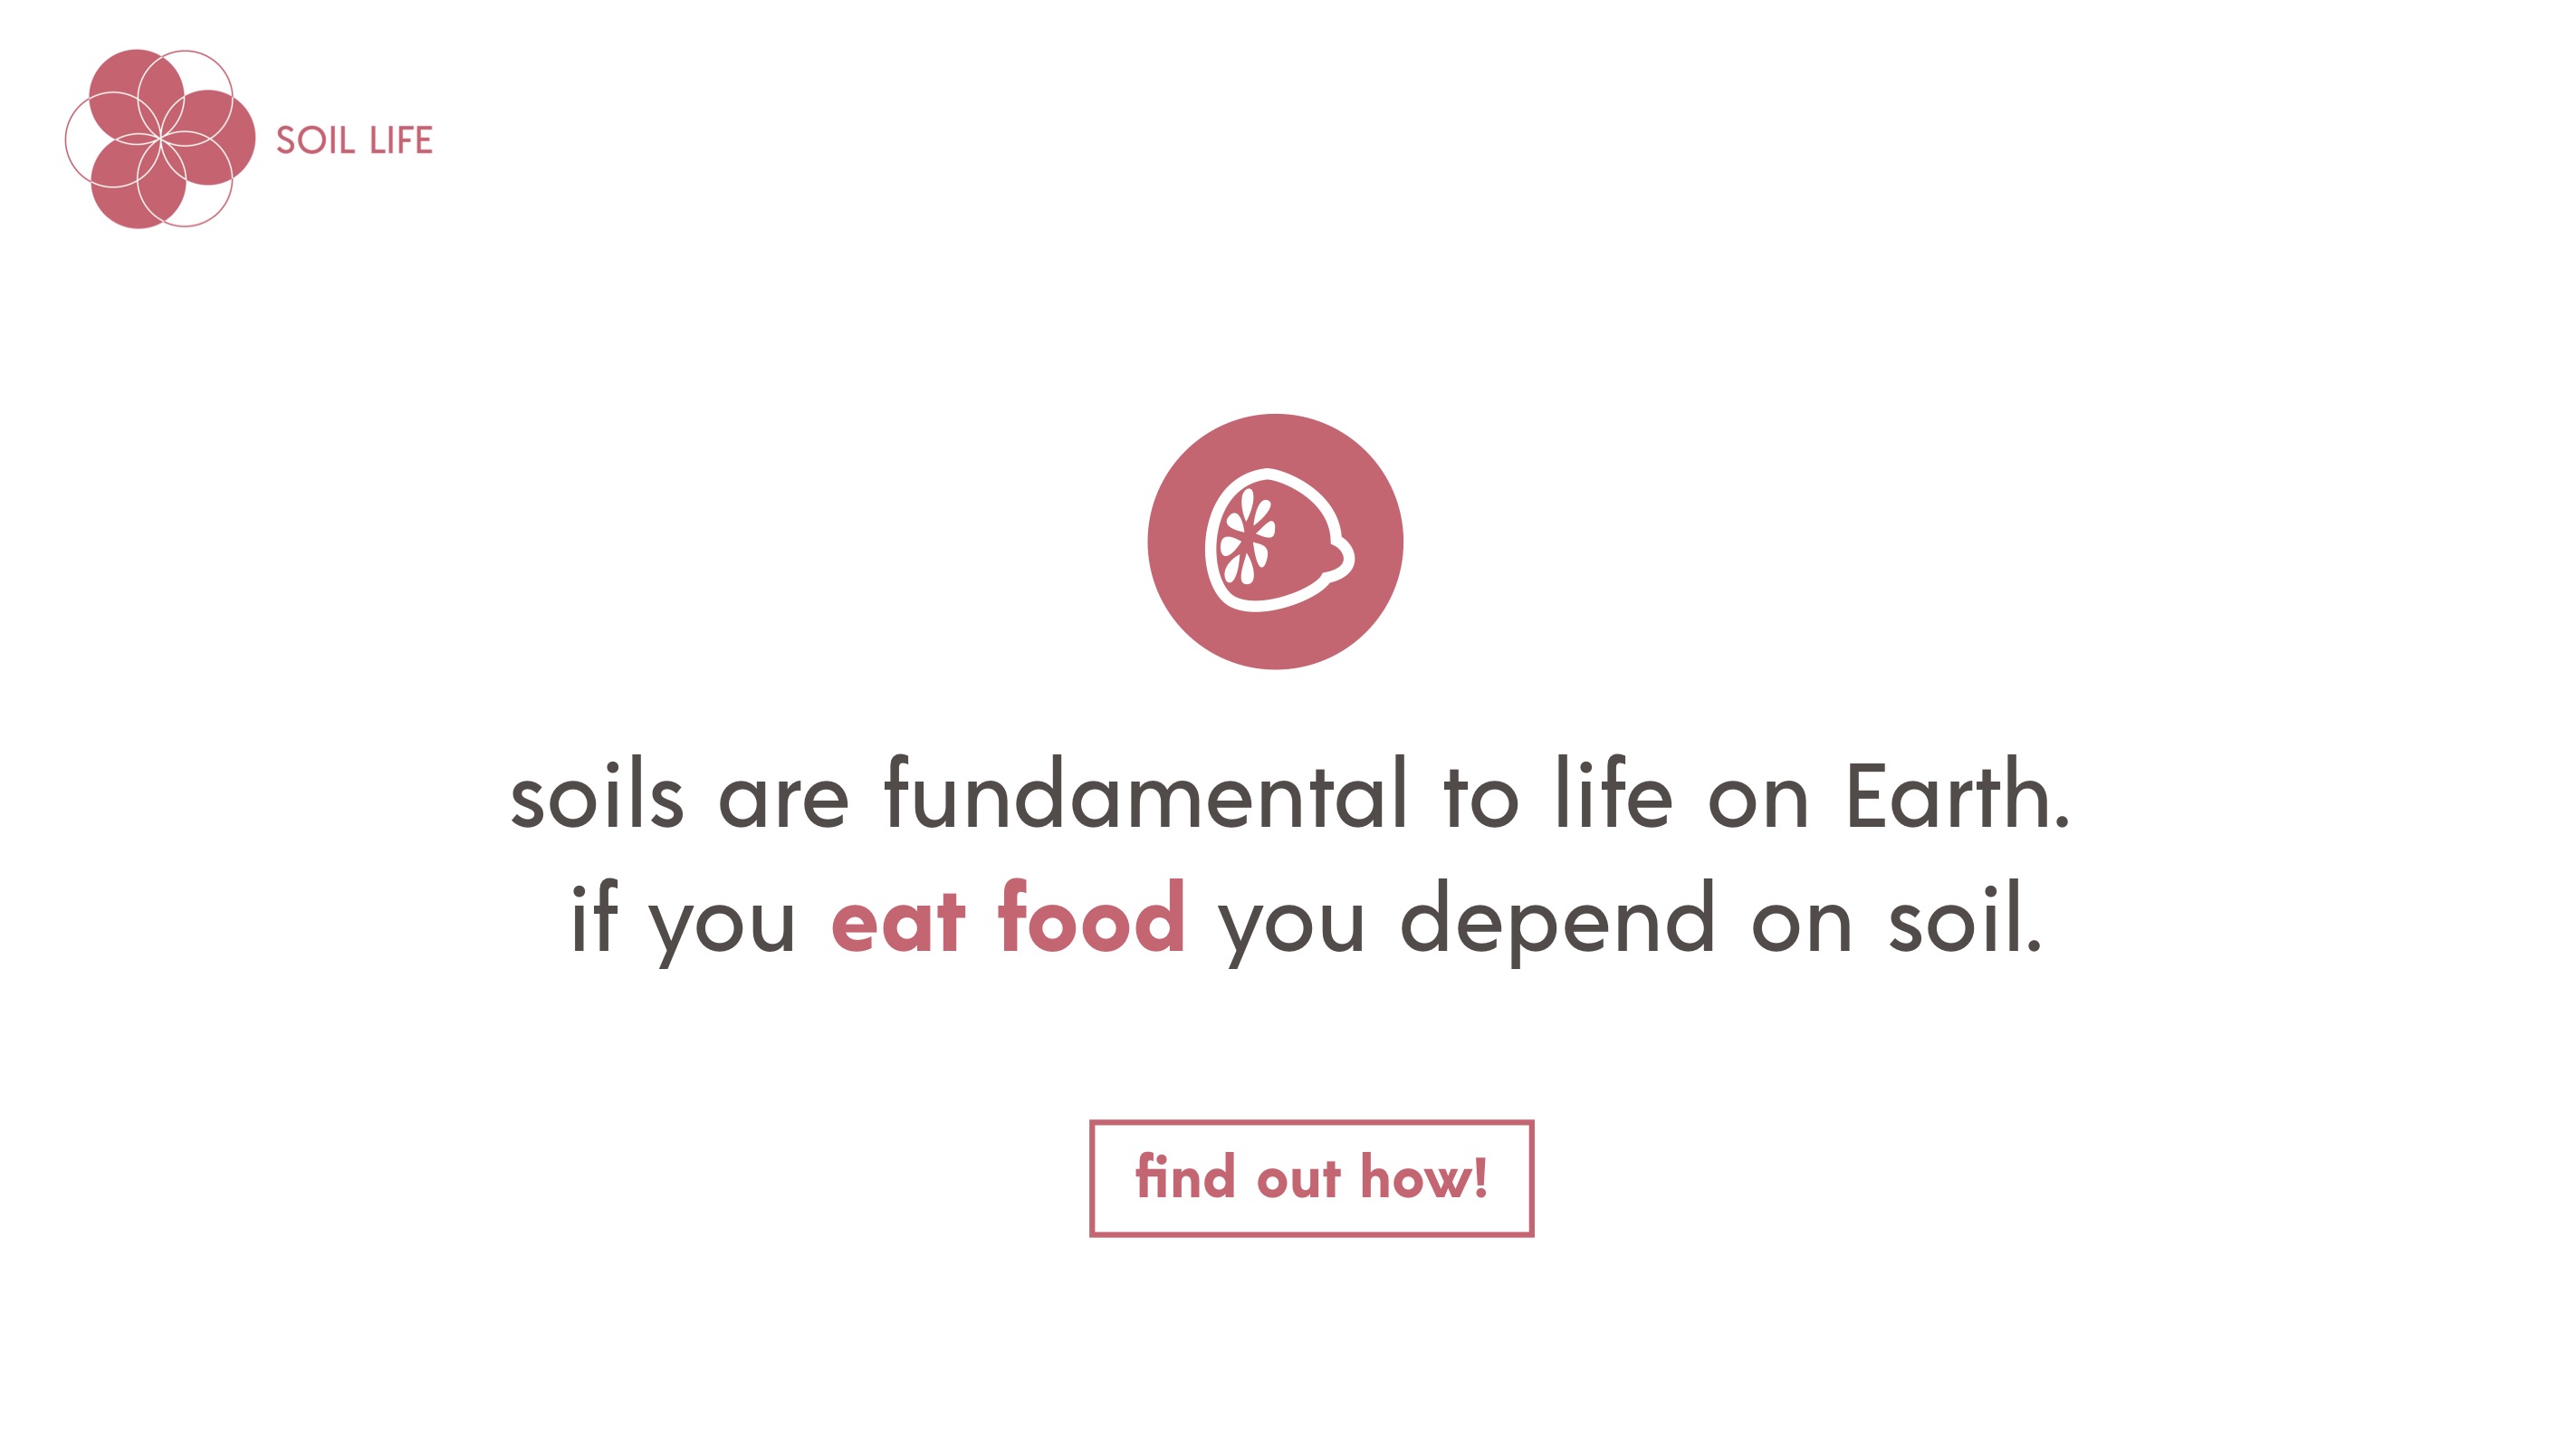 SOIL LIFE
soils are fundamental to life on Earth.
if you eat food you depend on soil.
find out how!